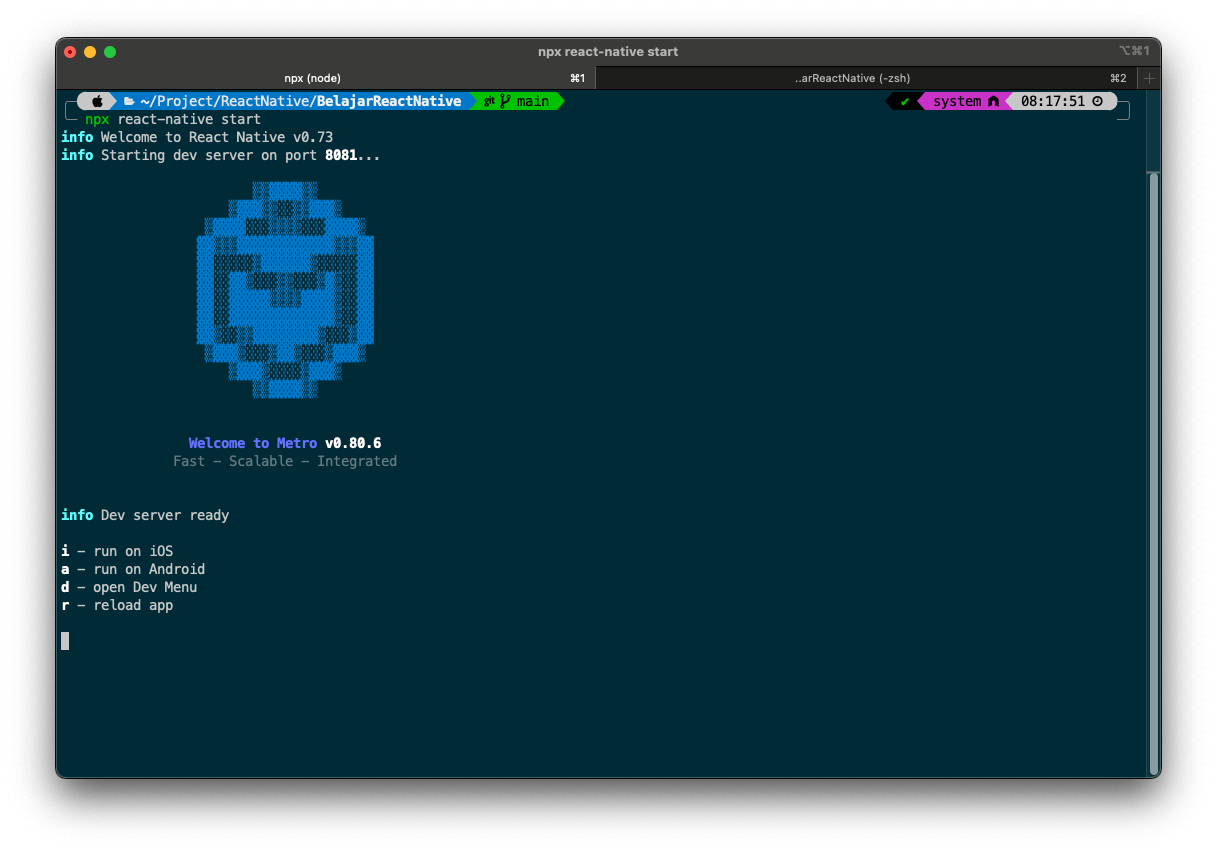 npx react-native start
⌥⌘1
npx (node) ⌘1
..arReactNative (-zsh) ⌘2
~/Project/ReactNative/BelajarReactNative git main ✔ system 08:17:51
npx react-native start
info Welcome to React Native v0.73
info Starting dev server on port 8081...
Welcome to Metro v0.80.6
Fast - Scalable - Integrated
info Dev server ready
i - run on iOS
a - run on Android
d - open Dev Menu
r - reload app